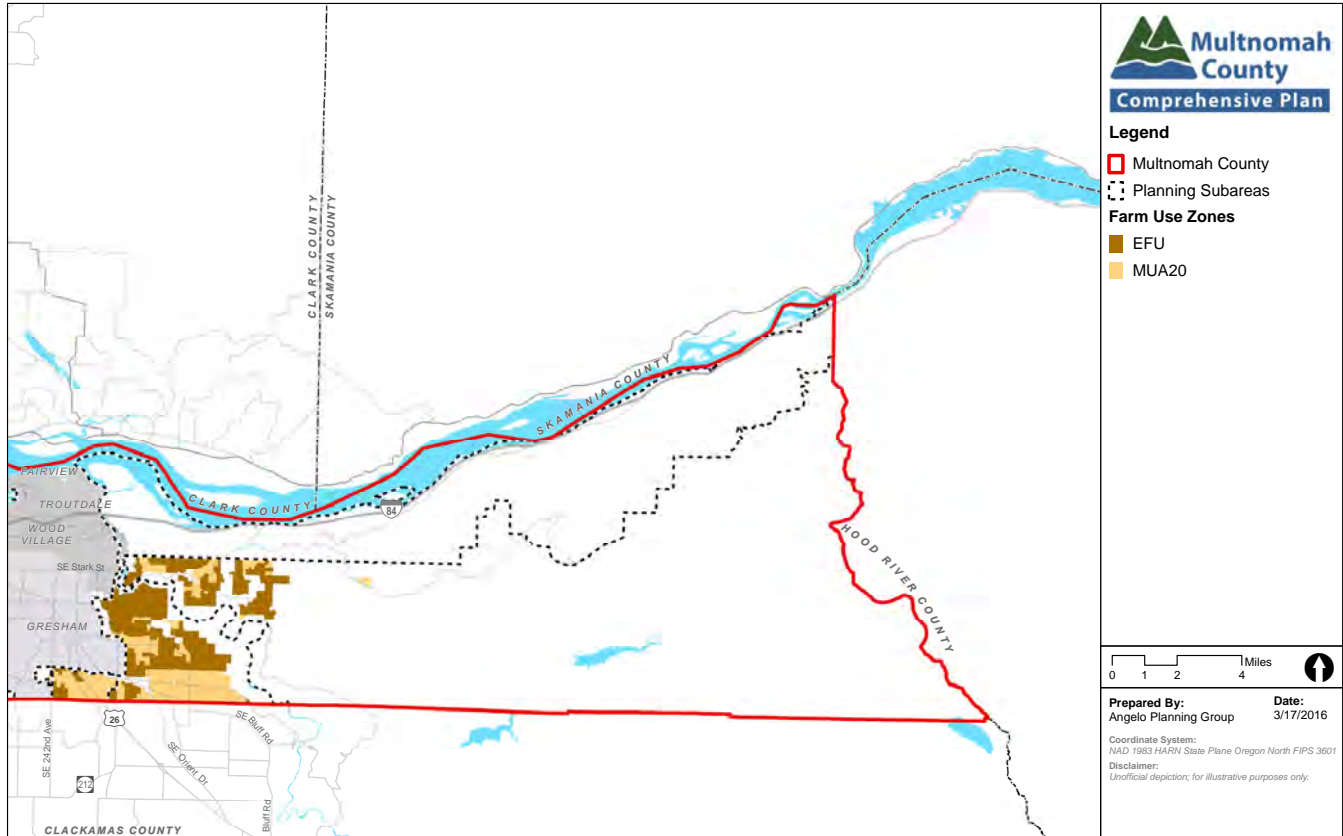 CLARK COUNTY
SKAMANIA COUNTY
SKAMANIA COUNTY
CLARK COUNTY
84
FAIRVIEW
TROUTDALE
WOOD
VILLAGE
SE Stark St
GRESHAM
HOOD RIVER COUNTY
26
SE 242nd Ave
212
SE Orient Dr
SE Bluff Rd
Bluff Rd
CLACKAMAS COUNTY
Multnomah
County
Comprehensive Plan
Legend
Multnomah County
Planning Subareas
Farm Use Zones
EFU
MUA20
Miles
0 1 2 4
Prepared By:
Angelo Planning Group
Date:
3/17/2016
Coordinate System:
NAD 1983 HARN State Plane Oregon North FIPS 3601
Disclaimer:
Unofficial depiction; for illustrative purposes only.